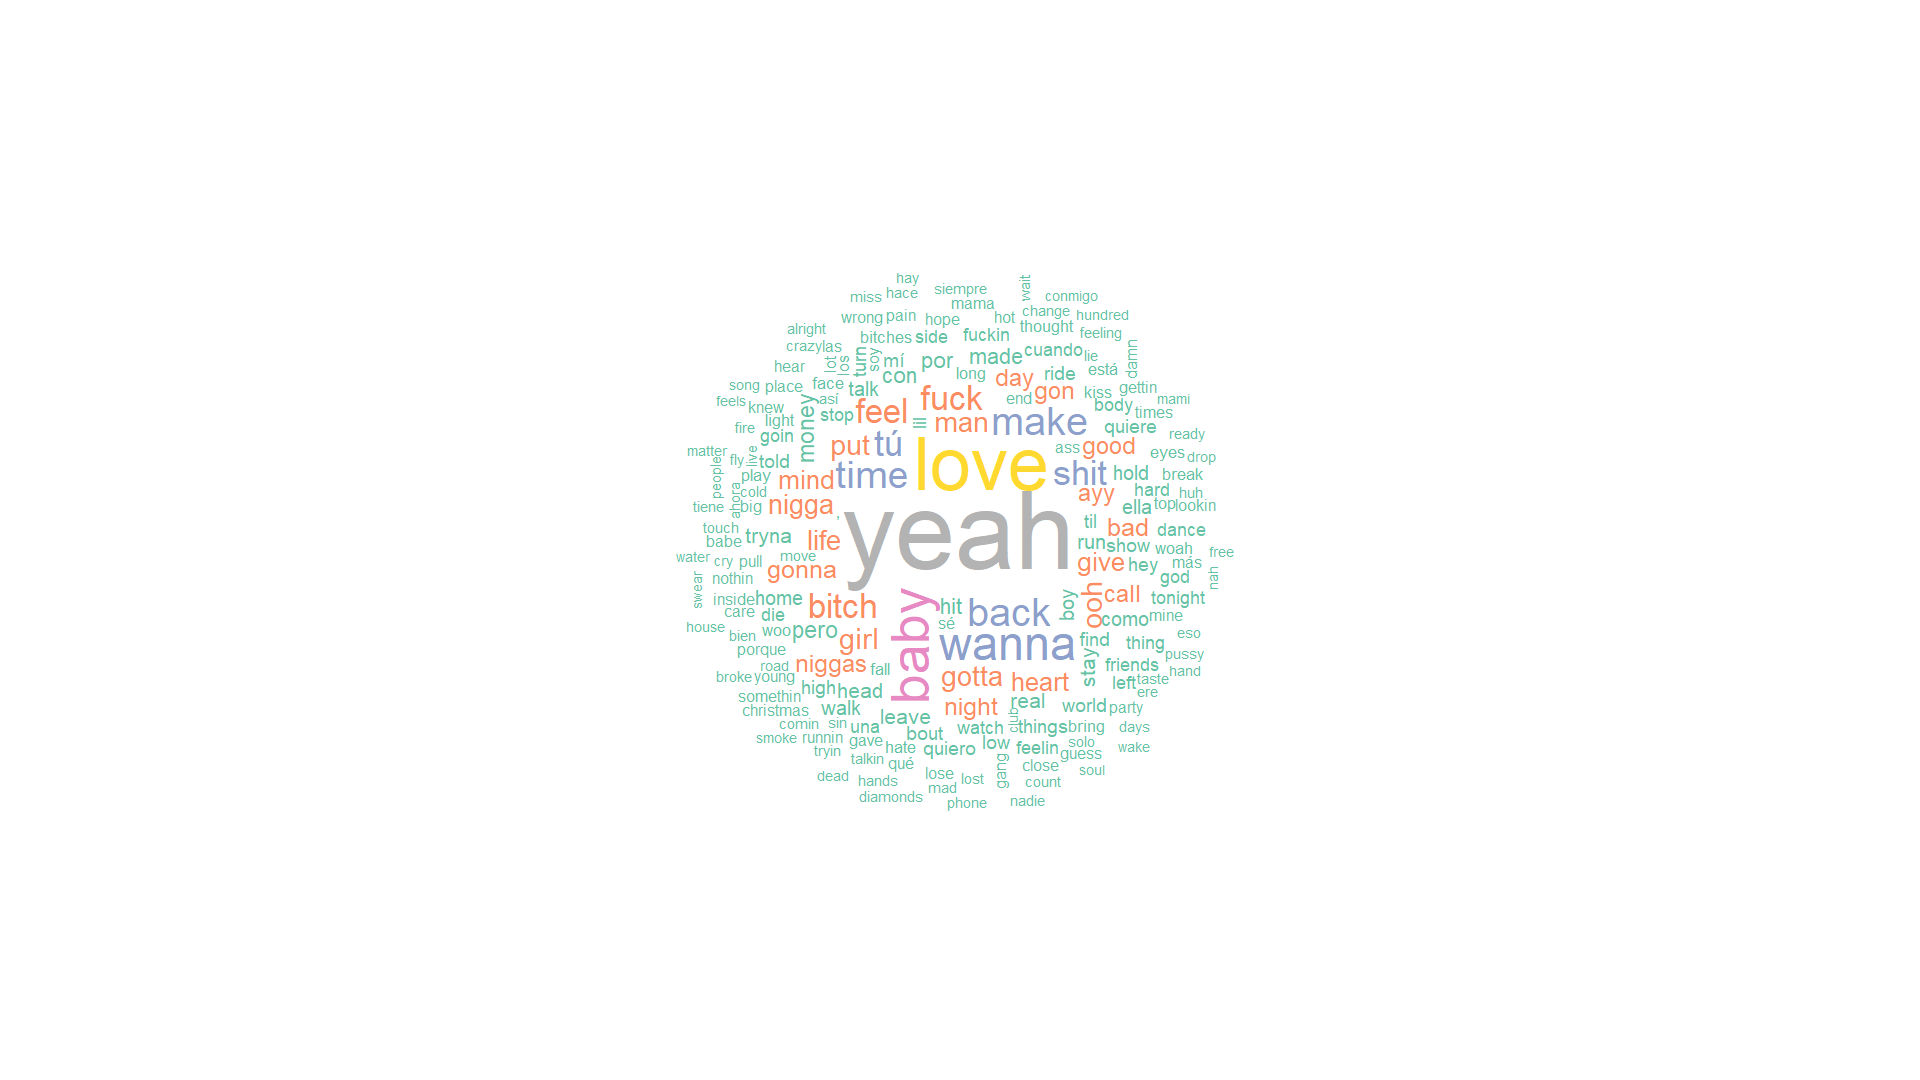 hay
miss hace siempre wait conmigo
mama
wrong pain hope hot change hundred
alright bitches side fuckin thought feeling
crazy las turn soy mí por made cuando lie damn
hear lot los con long day ride está
song place face talk feel fuck end gon kiss gettin
feels knew así stop lil man make body times mami
fire light money put tú love quiere ready
goin ass good eyes drop
matter fly live told mind time shit hold break
people play nigga yeah ayy hard huh
tiene ahora cold big , ella top lookin
touch life til bad dance
babe tryna run show woah free
water cry pull move give hey más nah
swear nothin gonna god
inside home bitch baby hit back boy ooh call tonight
care die sé como mine
house bien woo pero girl wanna find thing eso
porque stay pussy
road niggas fall gotta heart friends hand
broke young high head left taste
somethin night real world ere
christmas walk leave club party
comin sin una watch things bring days
smoke runnin gave bout low feelin solo wake
tryin hate quiero guess
talkin qué gang close soul
dead hands lose lost count
diamonds mad
phone nadie